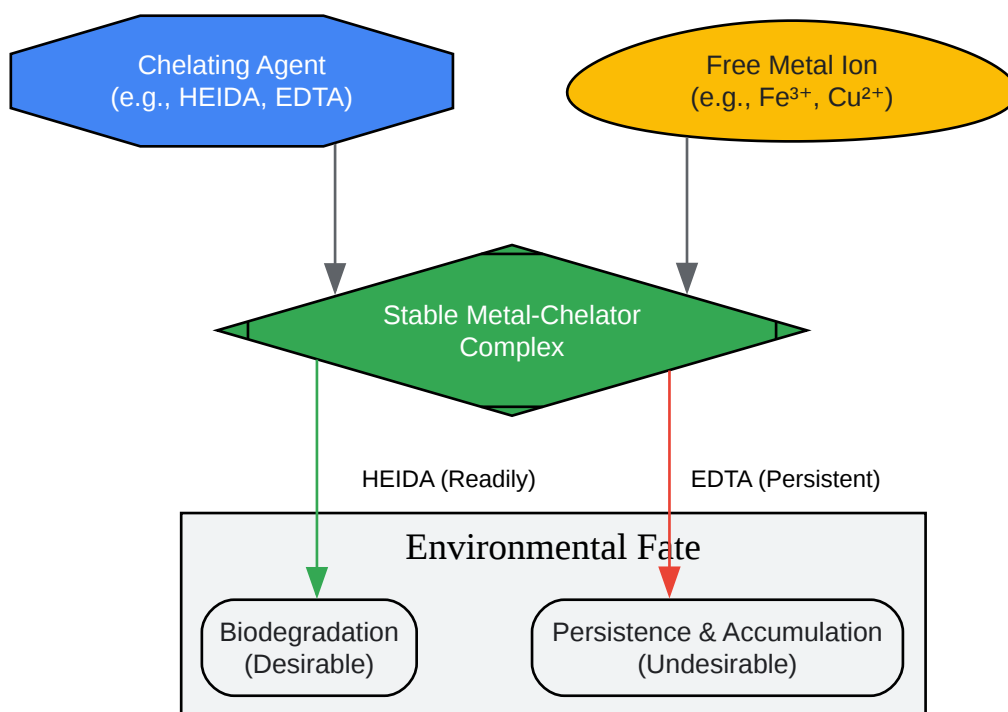 Chelating Agent
(e.g., HEIDA, EDTA)
Free Metal Ion
(e.g., Fe³⁺, Cu²⁺)
Stable Metal-Chelator
Complex
HEIDA (Readily)
EDTA (Persistent)
Environmental Fate
Biodegradation
(Desirable)
Persistence & Accumulation
(Undesirable)